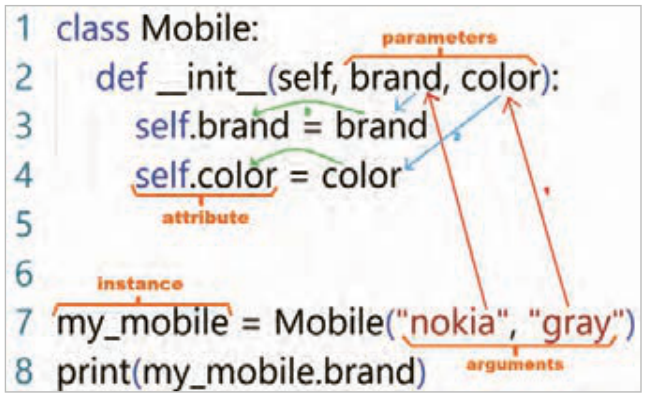 1 class Mobile:
parameters
2 def __init__(self, brand, color):
3 self.brand = brand
4 self.color = color
attribute
5
6
instance
7 my_mobile = Mobile("nokia", "gray")
arguments
8 print(my_mobile.brand)